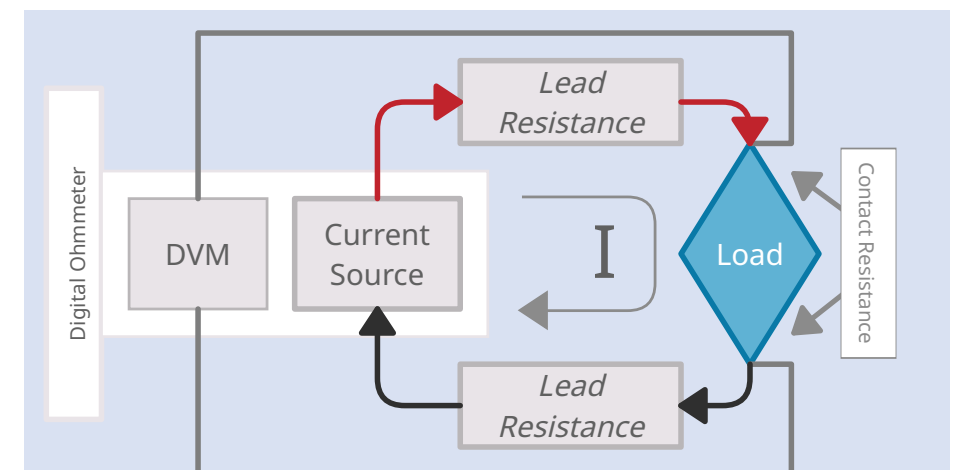 Lead
Resistance
Digital Ohmmeter
DVM
Current
Source
I
Load
Contact Resistance
Lead
Resistance